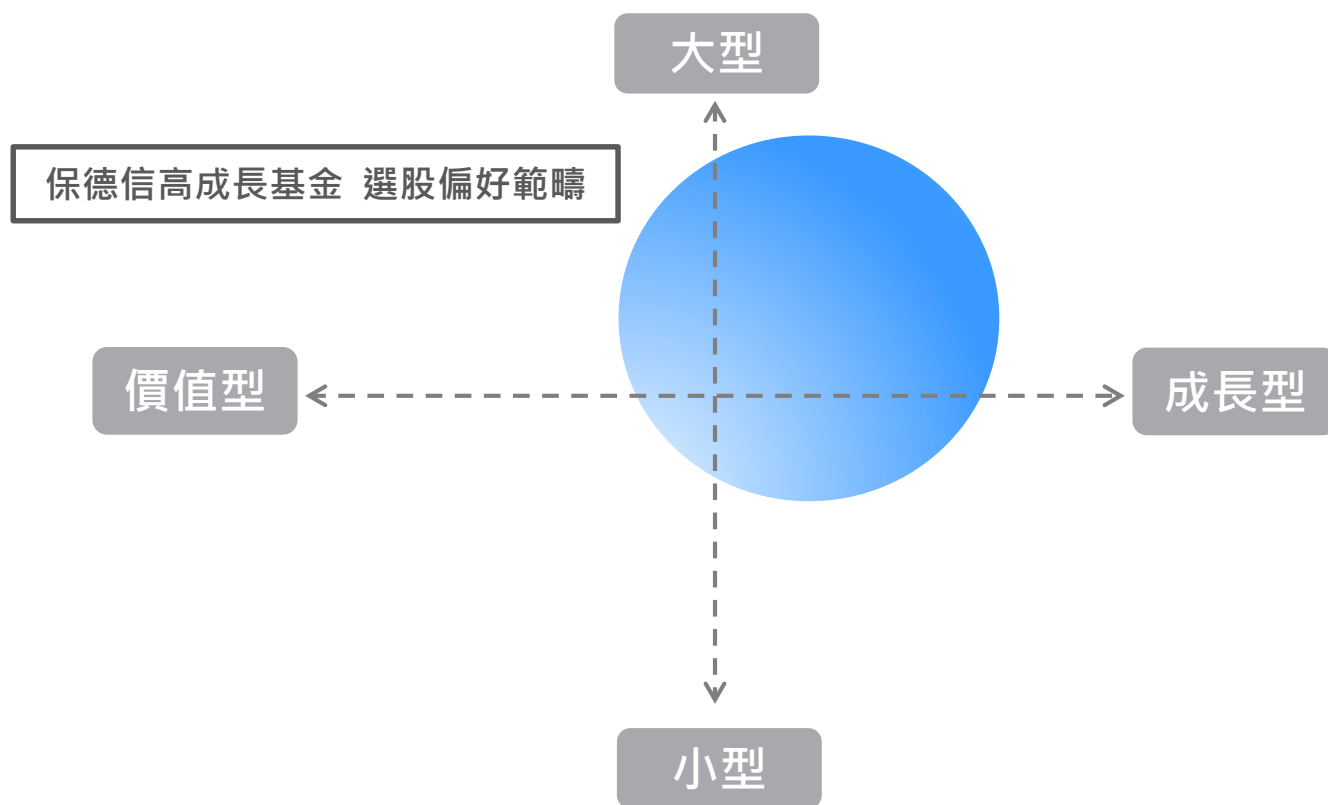 大型
保德信高成長基金 選股偏好範疇
價值型
成長型
小型